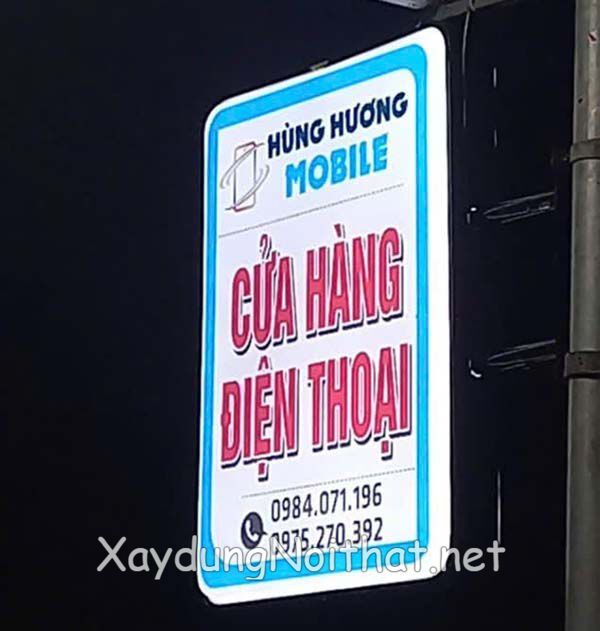 HÙNG HƯƠNG
MOBILE
CỬA HÀNG
ĐIỆN THOẠI
0984.071.196
0975.270.392
XaydungNoithat.net